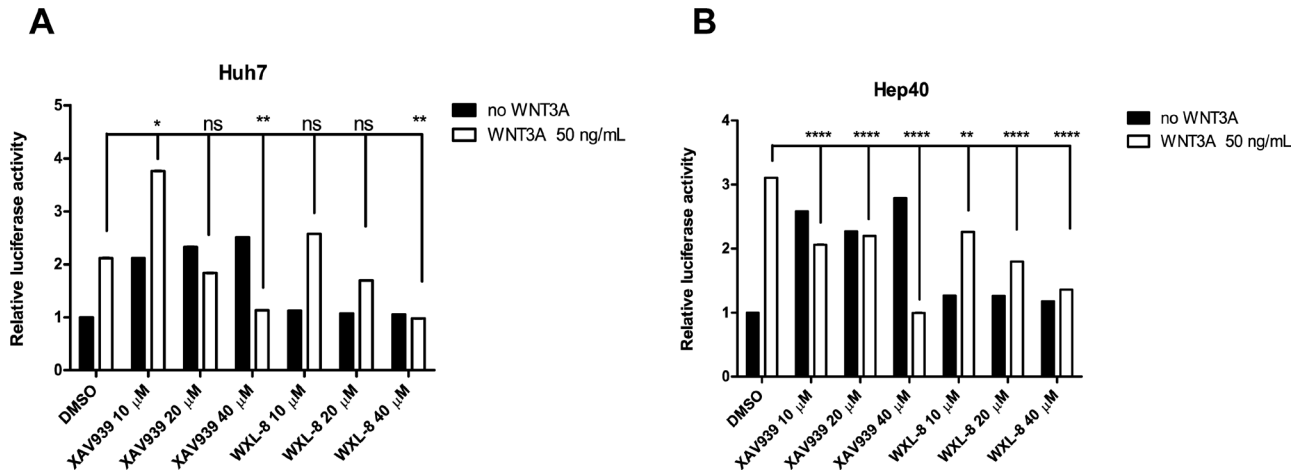 A
Huh7
no WNT3A
WNT3A 50 ng/mL
Relative luciferase activity
5
4
3
2
1
0
* ns ** ns ns **
DMSO
XAV939 10 μM
XAV939 20 μM
XAV939 40 μM
WXL-8 10 μM
WXL-8 20 μM
WXL-8 40 μM
B
Hep40
no WNT3A
WNT3A 50 ng/mL
Relative luciferase activity
4
3
2
1
0
**** **** **** ** **** ****
DMSO
XAV939 10 μM
XAV939 20 μM
XAV939 40 μM
WXL-8 10 μM
WXL-8 20 μM
WXL-8 40 μM